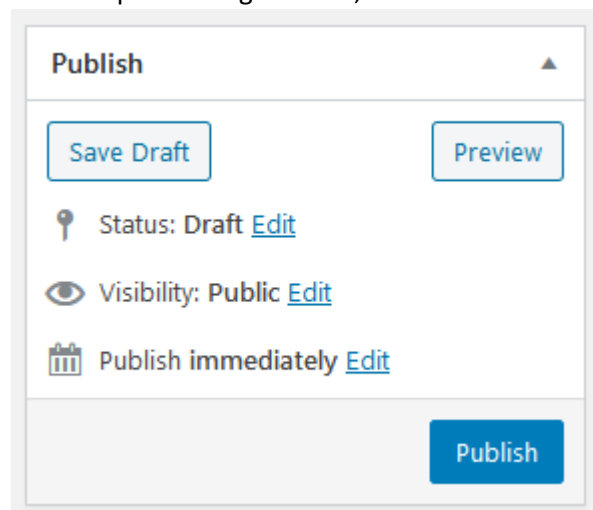 Publish
Save Draft Preview
Status: Draft Edit
Visibility: Public Edit
Publish immediately Edit
Publish